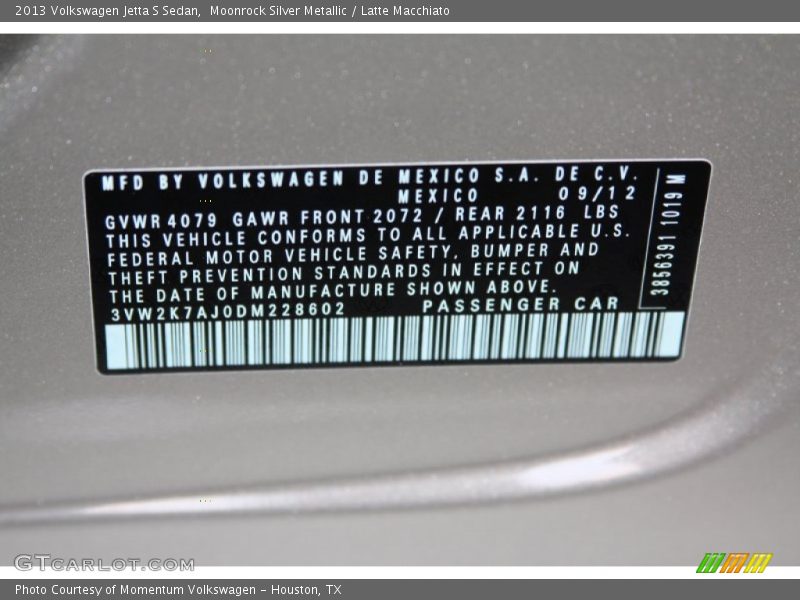 2013 Volkswagen Jetta S Sedan,  Moonrock Silver Metallic / Latte Macchiato
MFD BY VOLKSWAGEN DE MEXICO S.A. DE C.V.
MEXICO 09/12
GVWR 4079 GAWR FRONT 2072 / REAR 2116 LBS
THIS VEHICLE CONFORMS TO ALL APPLICABLE U.S.
FEDERAL MOTOR VEHICLE SAFETY, BUMPER AND
THEFT PREVENTION STANDARDS IN EFFECT ON
THE DATE OF MANUFACTURE SHOWN ABOVE.
3VW2K7AJ0DM228602 PASSENGER CAR
3856391 1019 M
GTCARLOT.COM
Photo Courtesy of Momentum Volkswagen – Houston, TX